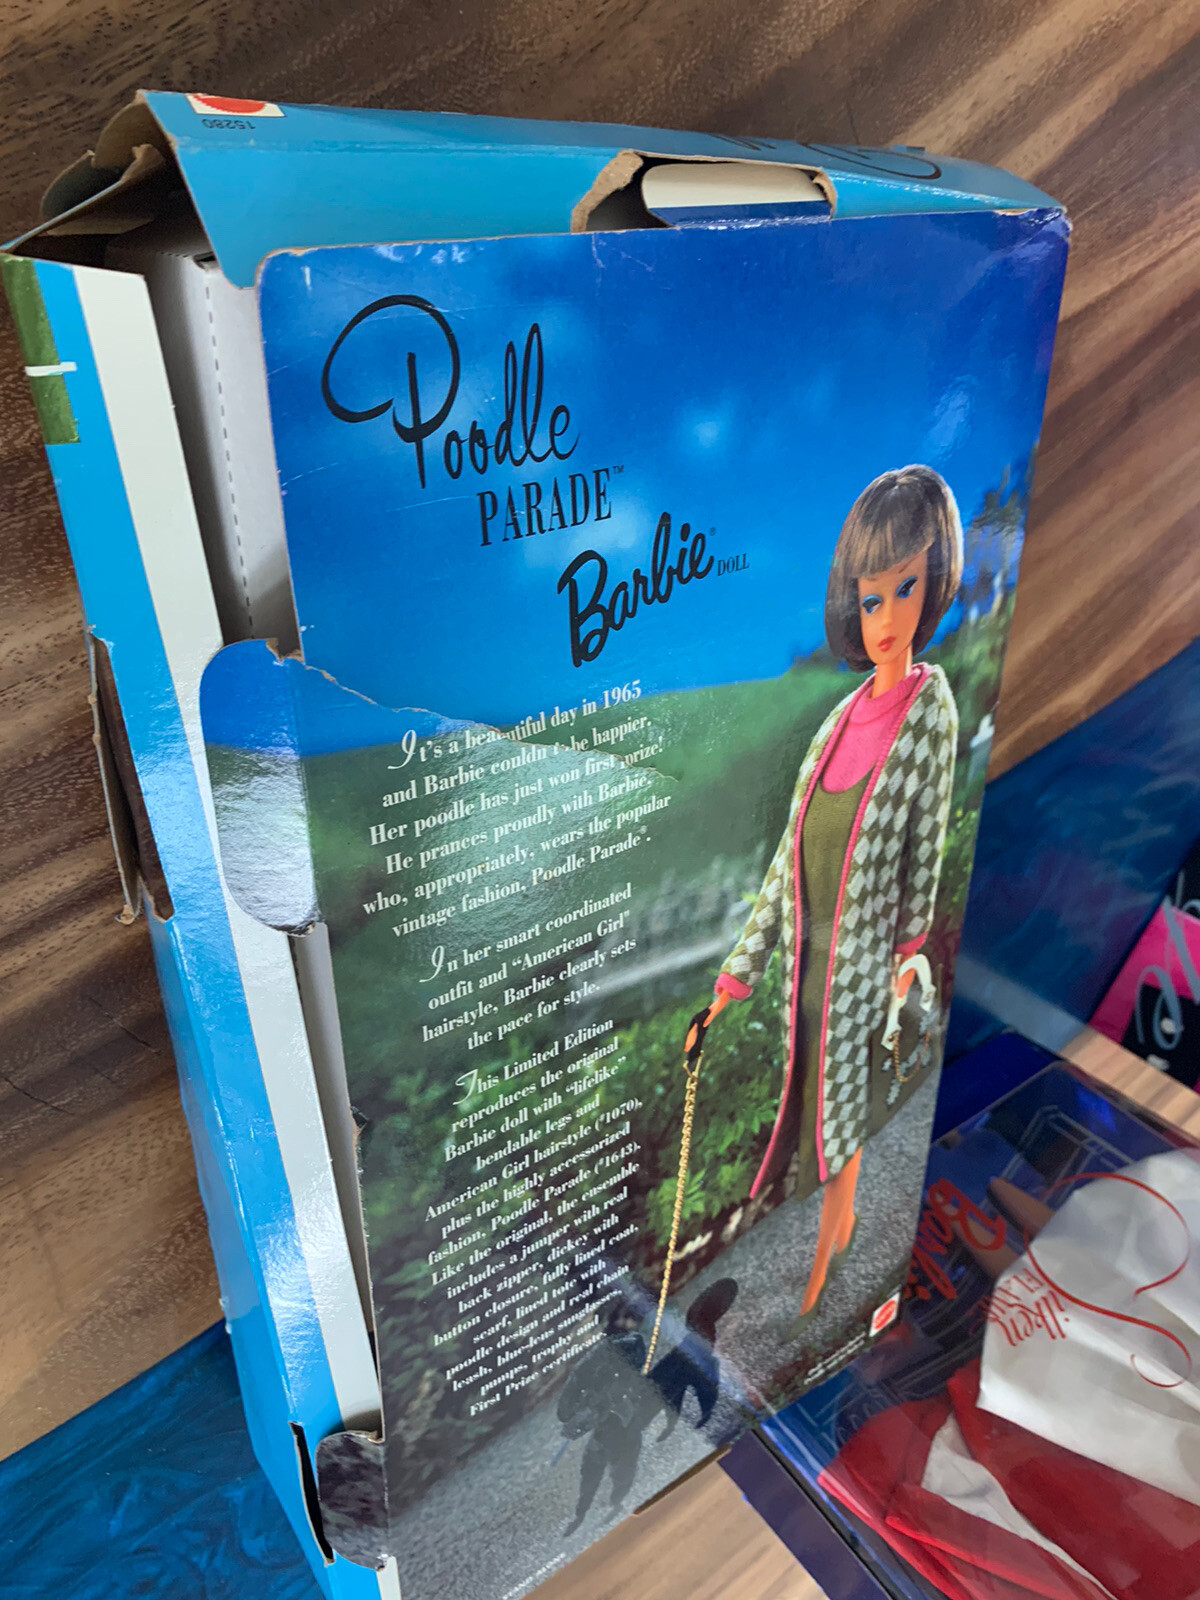 15280
Poodle
PARADE™
Barbie® DOLL
It's a beautiful day in 1965
and Barbie couldn't be happier.
Her poodle has just won first prize!
He prances proudly with Barbie,
who, appropriately, wears the popular
vintage fashion, Poodle Parade®.
In her smart coordinated
outfit and “American Girl”
hairstyle, Barbie clearly sets
the pace for style.
This Limited Edition
reproduces the original
Barbie doll with “lifelike”
bendable legs and
American Girl hairstyle (#1070),
plus the highly accessorized
fashion, Poodle Parade (#1643).
Like the original, the ensemble
includes a jumper with real
back zipper, dickey with
button closure, fully lined coat,
scarf, lined tote with
poodle design and real chain
leash, blue-lens sunglasses,
pumps, trophy and
First Prize certificate.
Barbie
Silken
FLAME